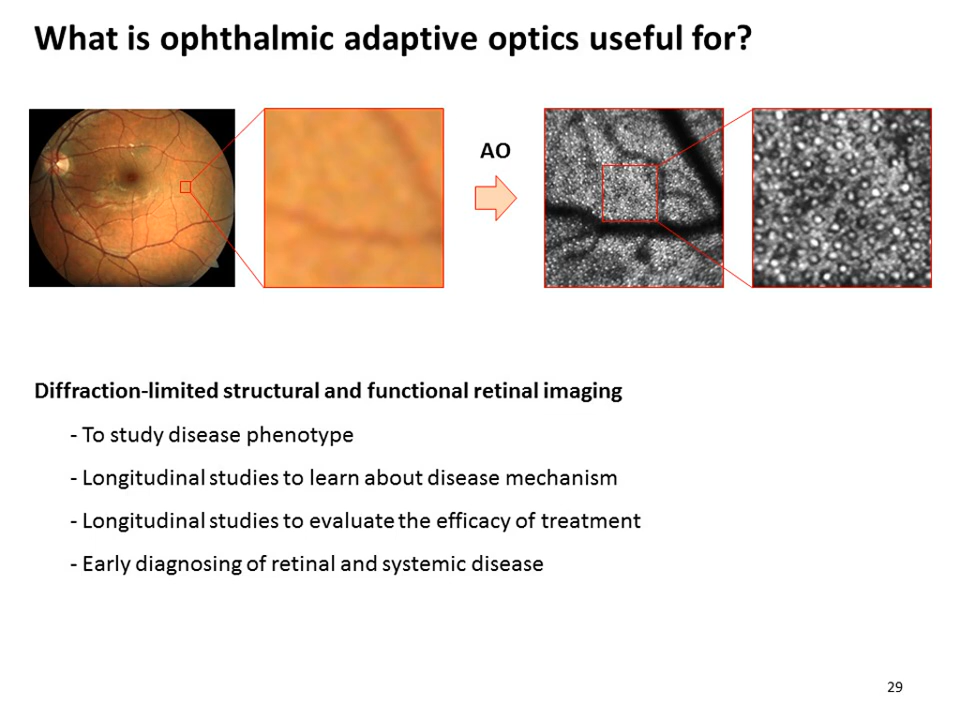 What is ophthalmic adaptive optics useful for?
AO
Diffraction-limited structural and functional retinal imaging
- To study disease phenotype
- Longitudinal studies to learn about disease mechanism
- Longitudinal studies to evaluate the efficacy of treatment
- Early diagnosing of retinal and systemic disease
29